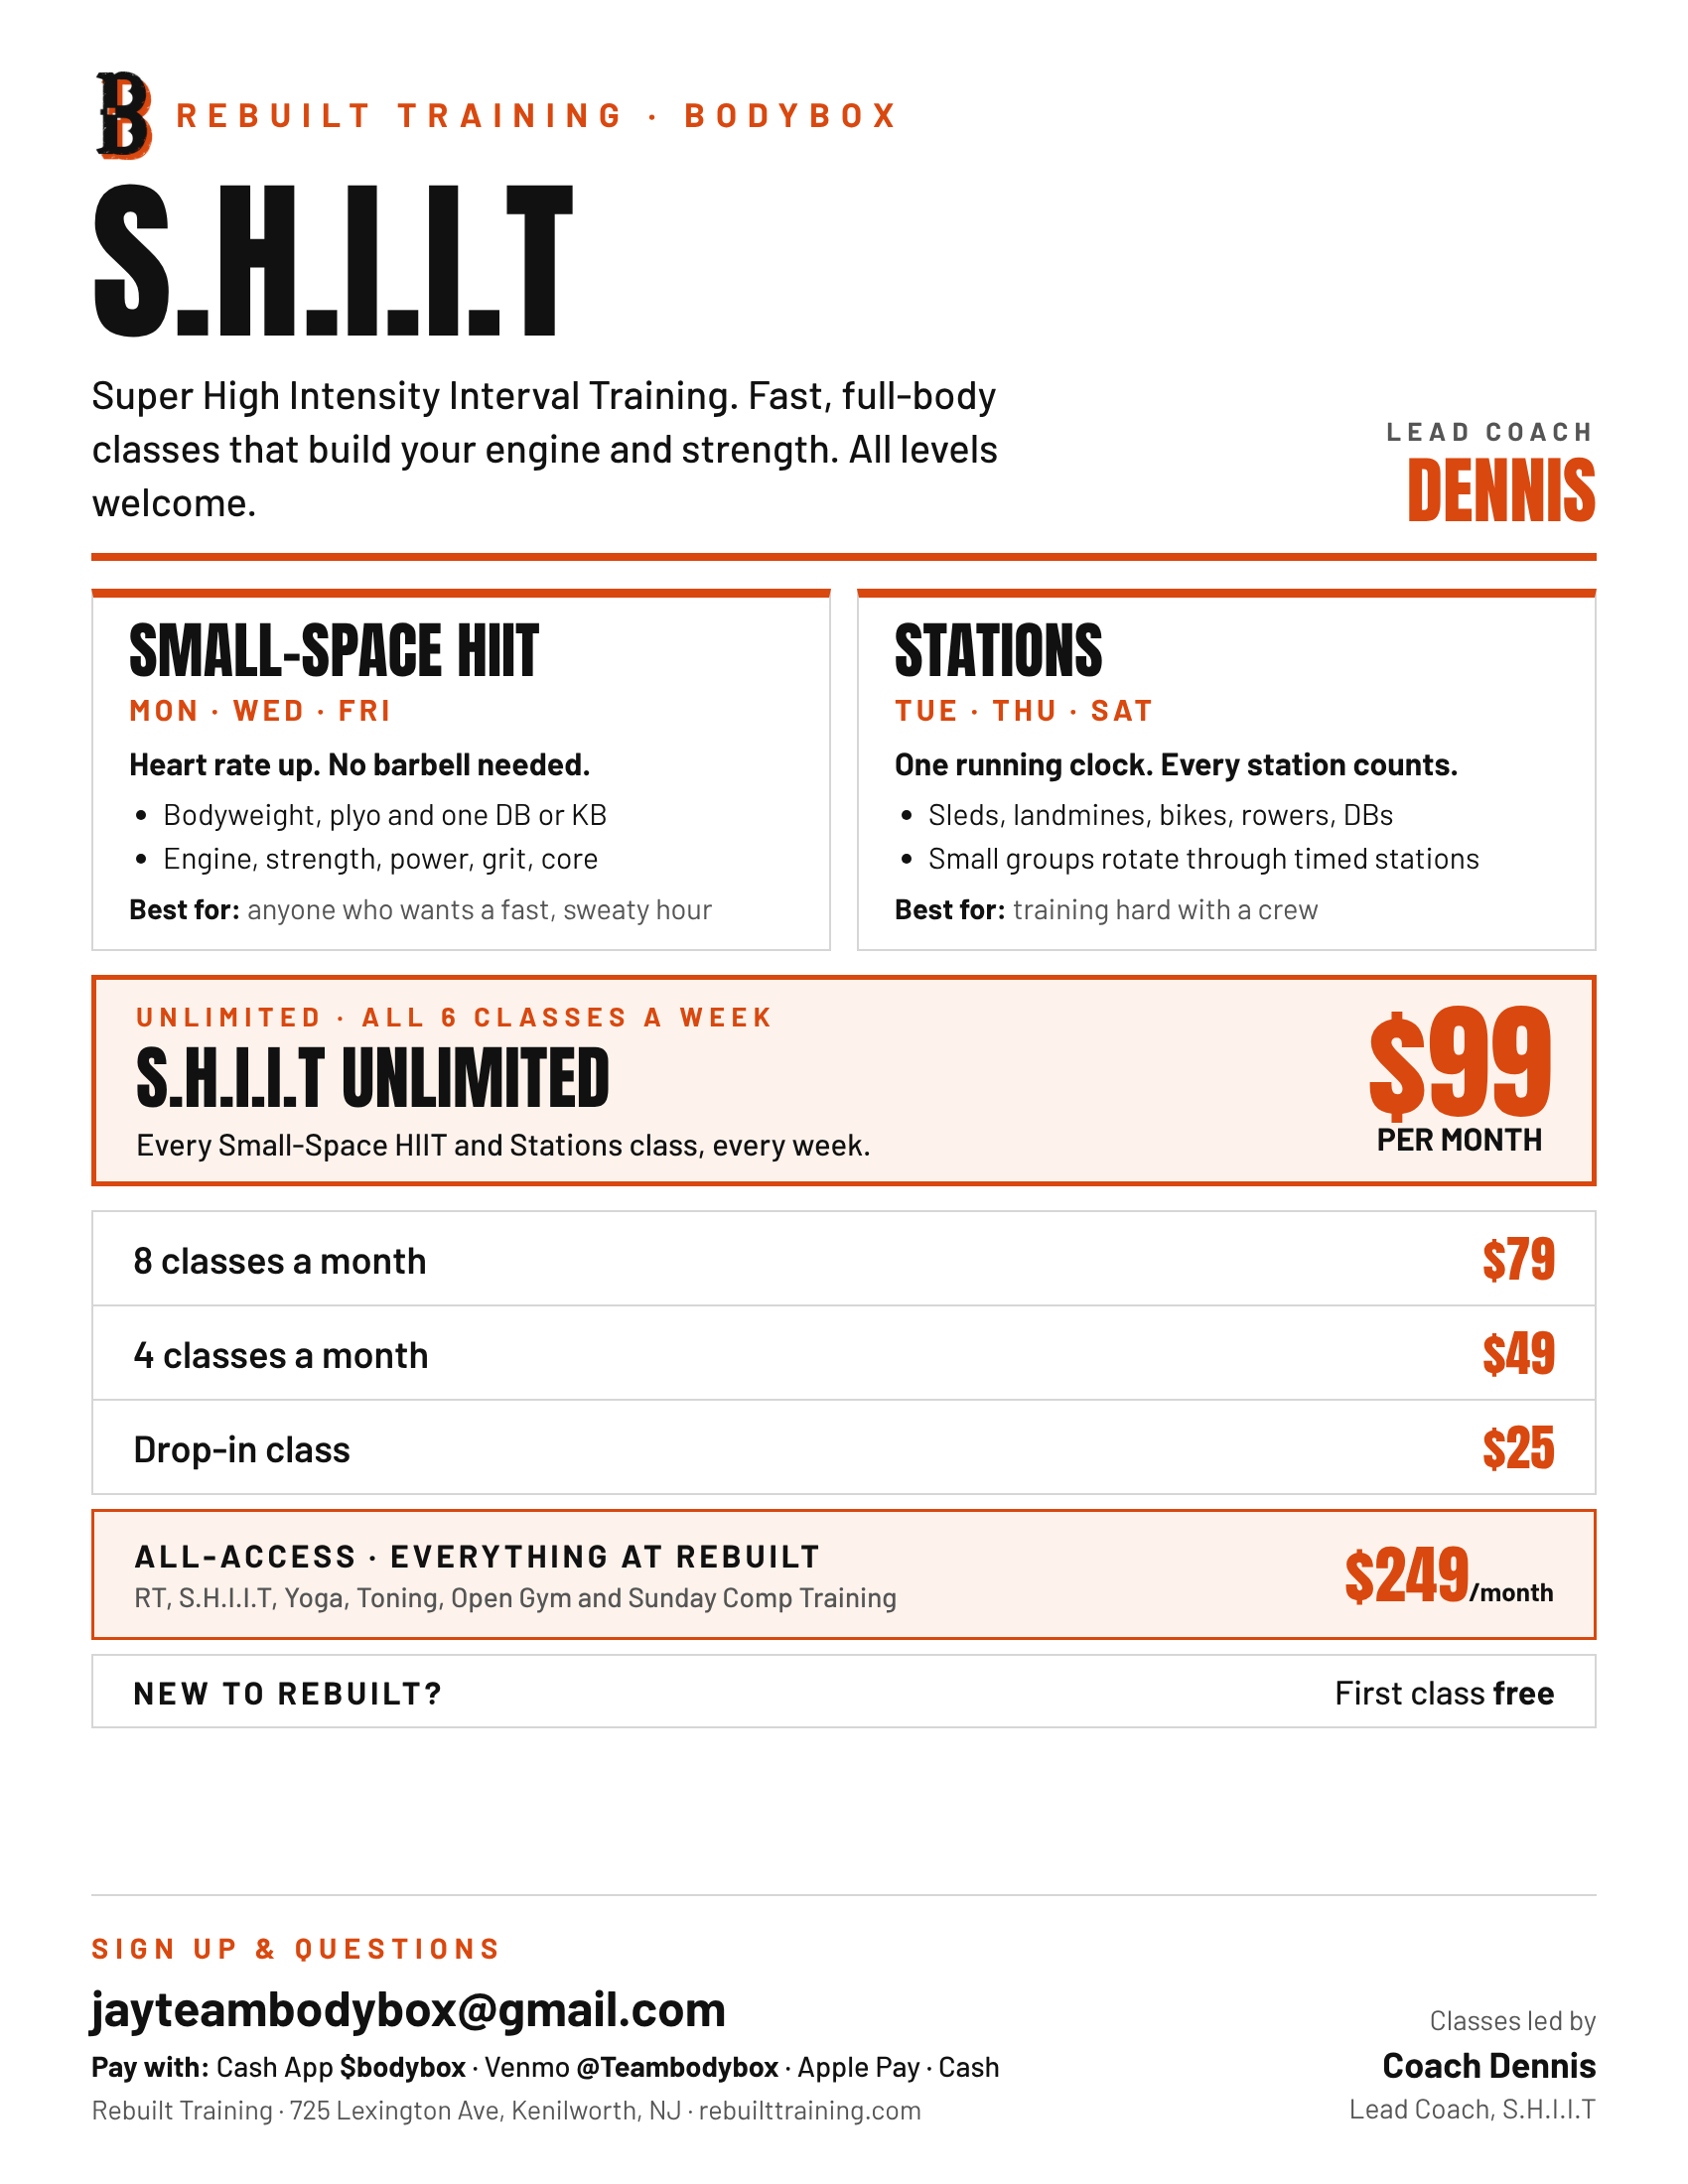 B REBUILT TRAINING · BODYBOX
S.H.I.I.T
Super High Intensity Interval Training. Fast, full-body
classes that build your engine and strength. All levels
welcome.
LEAD COACH
DENNIS
SMALL-SPACE HIIT
MON · WED · FRI
Heart rate up. No barbell needed.
• Bodyweight, plyo and one DB or KB
• Engine, strength, power, grit, core
Best for: anyone who wants a fast, sweaty hour
STATIONS
TUE · THU · SAT
One running clock. Every station counts.
• Sleds, landmines, bikes, rowers, DBs
• Small groups rotate through timed stations
Best for: training hard with a crew
UNLIMITED · ALL 6 CLASSES A WEEK
S.H.I.I.T UNLIMITED
Every Small-Space HIIT and Stations class, every week.
$99
PER MONTH
8 classes a month $79
4 classes a month $49
Drop-in class $25
ALL-ACCESS · EVERYTHING AT REBUILT
RT, S.H.I.I.T, Yoga, Toning, Open Gym and Sunday Comp Training
$249/month
NEW TO REBUILT? First class free
SIGN UP & QUESTIONS
jayteambodybox@gmail.com
Pay with: Cash App $bodybox · Venmo @Teambodybox · Apple Pay · Cash
Rebuilt Training · 725 Lexington Ave, Kenilworth, NJ · rebuilttraining.com
Classes led by
Coach Dennis
Lead Coach, S.H.I.I.T